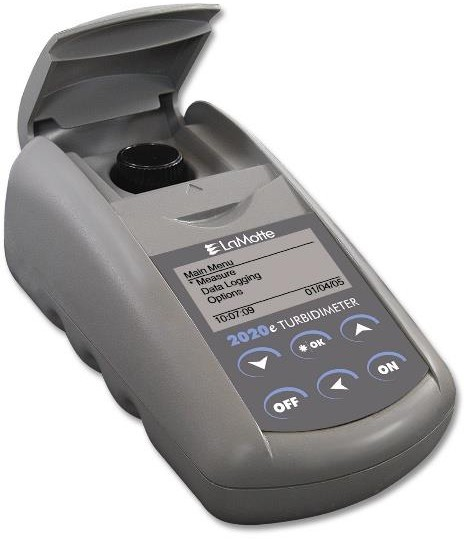 LaMotte
Main Menu
* Measure
Data Logging
Options
10:07:09 01/04/05
2020e TURBIDIMETER
* OK
OFF
ON